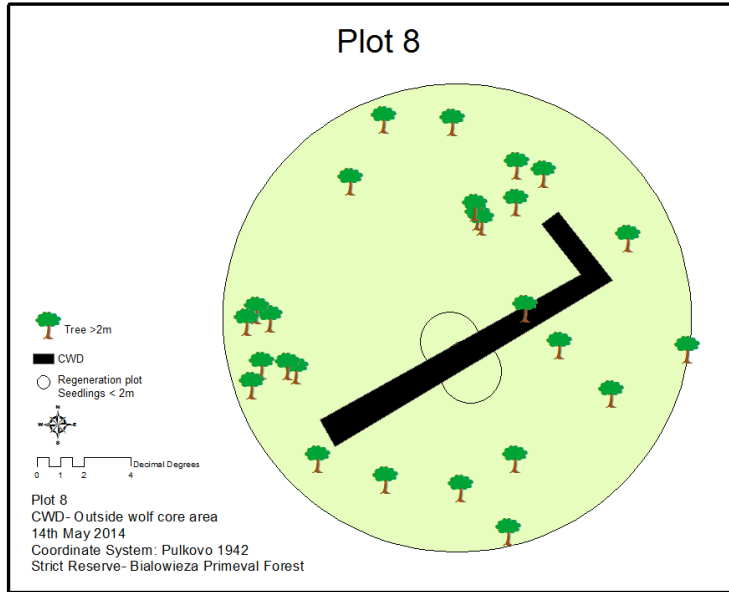 Plot 8
Tree >2m
CWD
Regeneration plot
Seedlings < 2m
N
W E
S
0 1 2 4 Decimal Degrees
Plot 8
CWD- Outside wolf core area
14th May 2014
Coordinate System: Pulkovo 1942
Strict Reserve- Bialowieza Primeval Forest